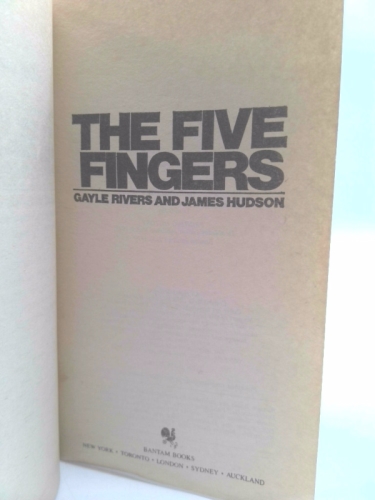 THE FIVE
FINGERS
GAYLE RIVERS AND JAMES HUDSON
BANTAM BOOKS
NEW YORK • TORONTO • LONDON • SYDNEY • AUCKLAND